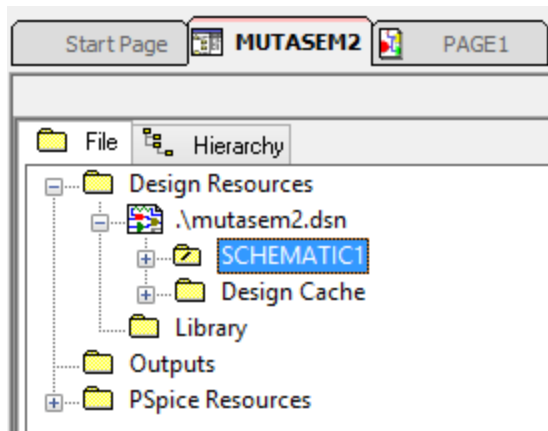 Start Page MUTASEM2 PAGE1
File Hierarchy
Design Resources
.\mutasem2.dsn
SCHEMATIC1
Design Cache
Library
Outputs
PSpice Resources